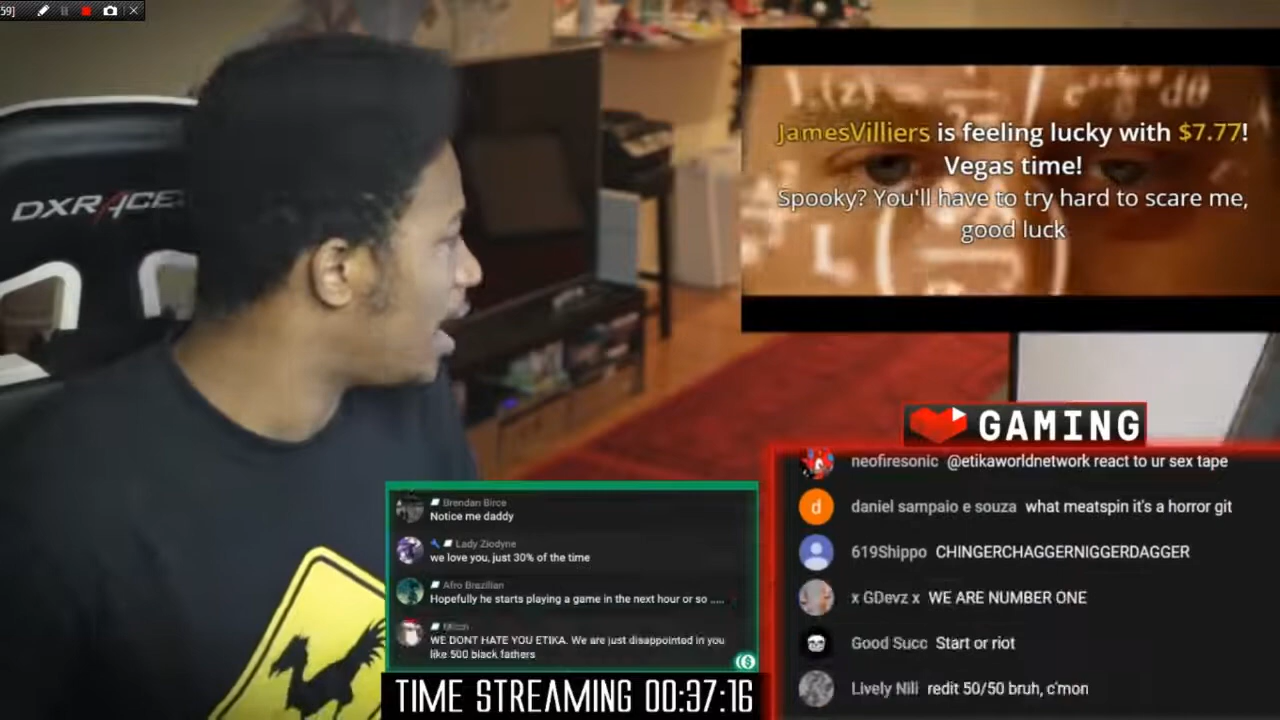 59]
DXRACER
JamesVilliers is feeling lucky with $7.77!
Vegas time!
Spooky? You'll have to try hard to scare me,
good luck
GAMING
neofiresonic @etikaworldnetwork react to ur sex tape
daniel sampaio e souza what meatspin it's a horror git
619Shippo CHINGERCHAGGERNIGGERDAGGER
x GDevz x WE ARE NUMBER ONE
Good Succ Start or riot
Lively Nili redit 50/50 bruh, c'mon
Brendan Birce
Notice me daddy
Lady Ziodyne
we love you, just 30% of the time
Afro Brazilian
Hopefully he starts playing a game in the next hour or so .....
WE DONT HATE YOU ETIKA. We are just disappointed in you
like 500 black fathers
TIME STREAMING 00:37:16